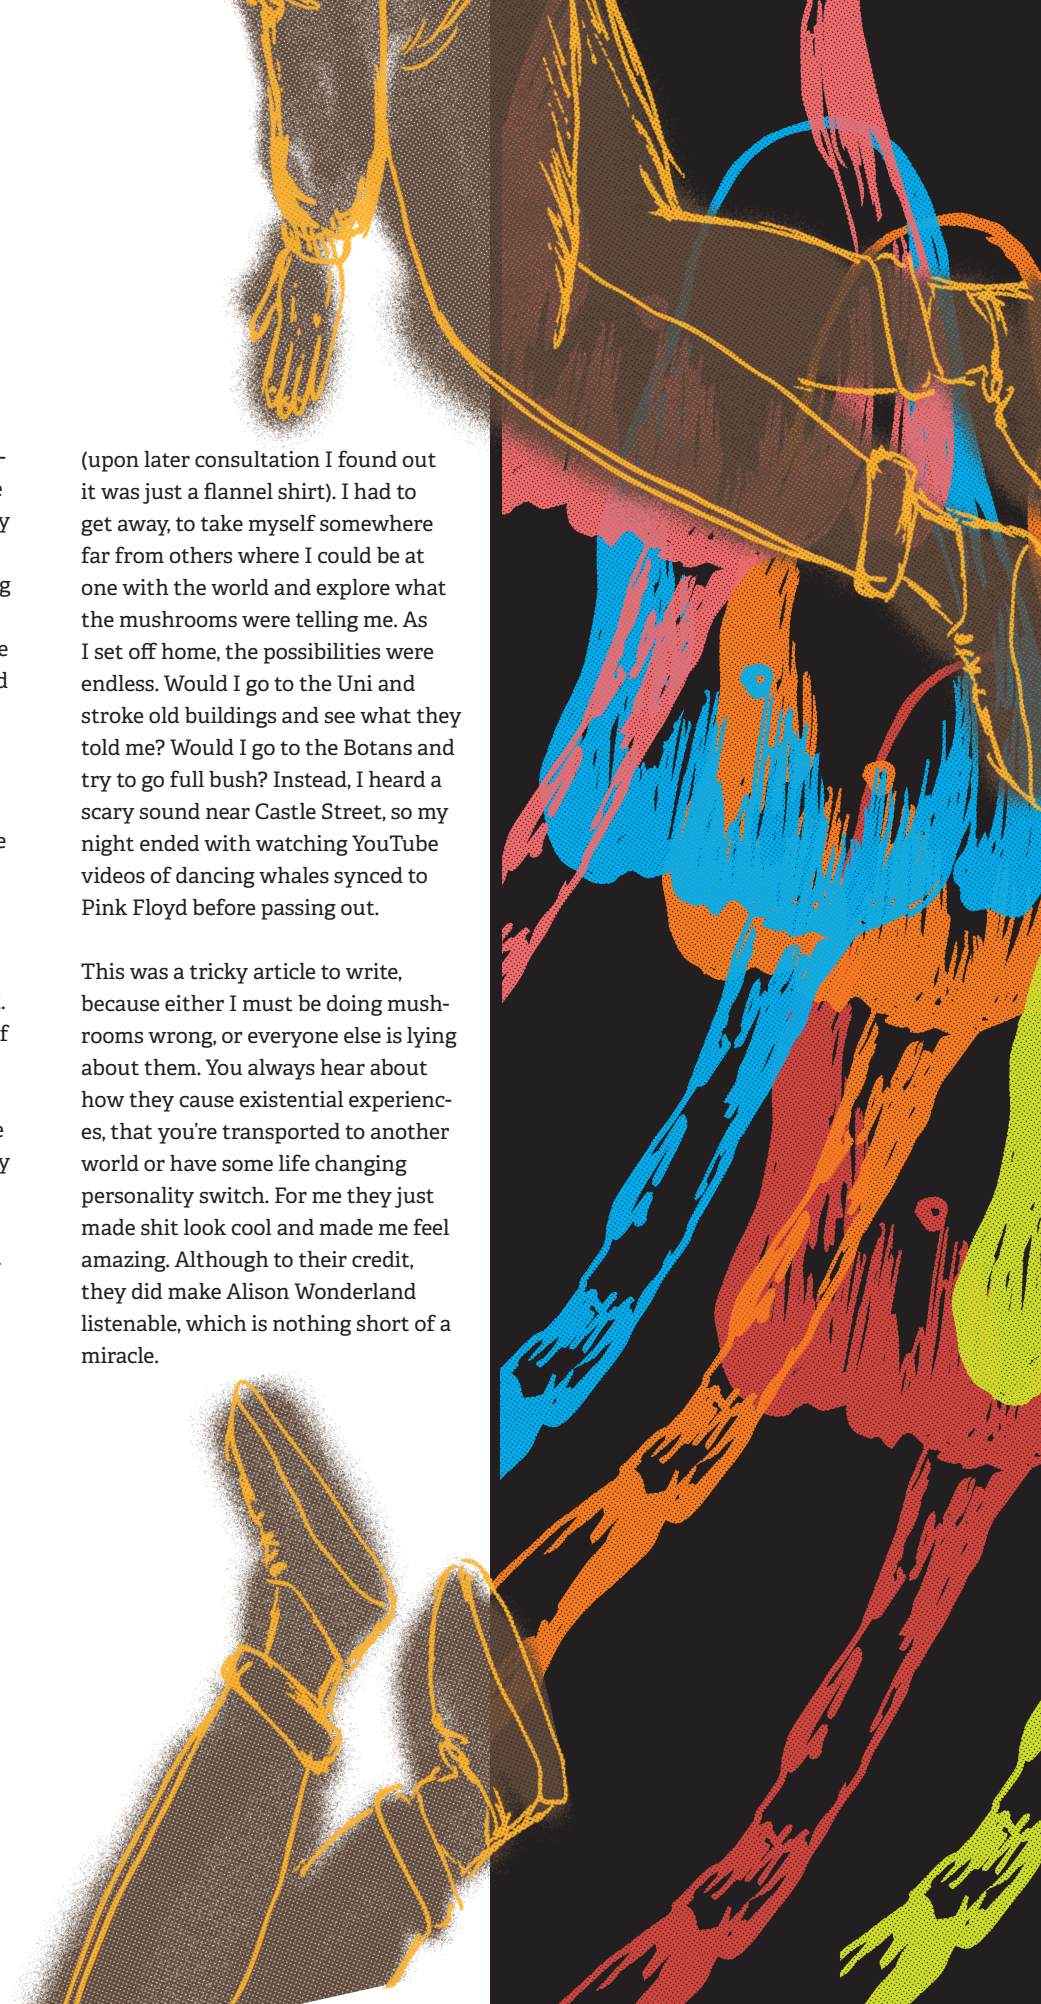 (upon later consultation I found out
it was just a flannel shirt). I had to
get away, to take myself somewhere
far from others where I could be at
one with the world and explore what
the mushrooms were telling me. As
I set off home, the possibilities were
endless. Would I go to the Uni and
stroke old buildings and see what they
told me? Would I go to the Botans and
try to go full bush? Instead, I heard a
scary sound near Castle Street, so my
night ended with watching YouTube
videos of dancing whales synced to
Pink Floyd before passing out.
This was a tricky article to write,
because either I must be doing mush-
rooms wrong, or everyone else is lying
about them. You always hear about
how they cause existential experienc-
es, that you’re transported to another
world or have some life changing
personality switch. For me they just
made shit look cool and made me feel
amazing. Although to their credit,
they did make Alison Wonderland
listenable, which is nothing short of a
miracle.